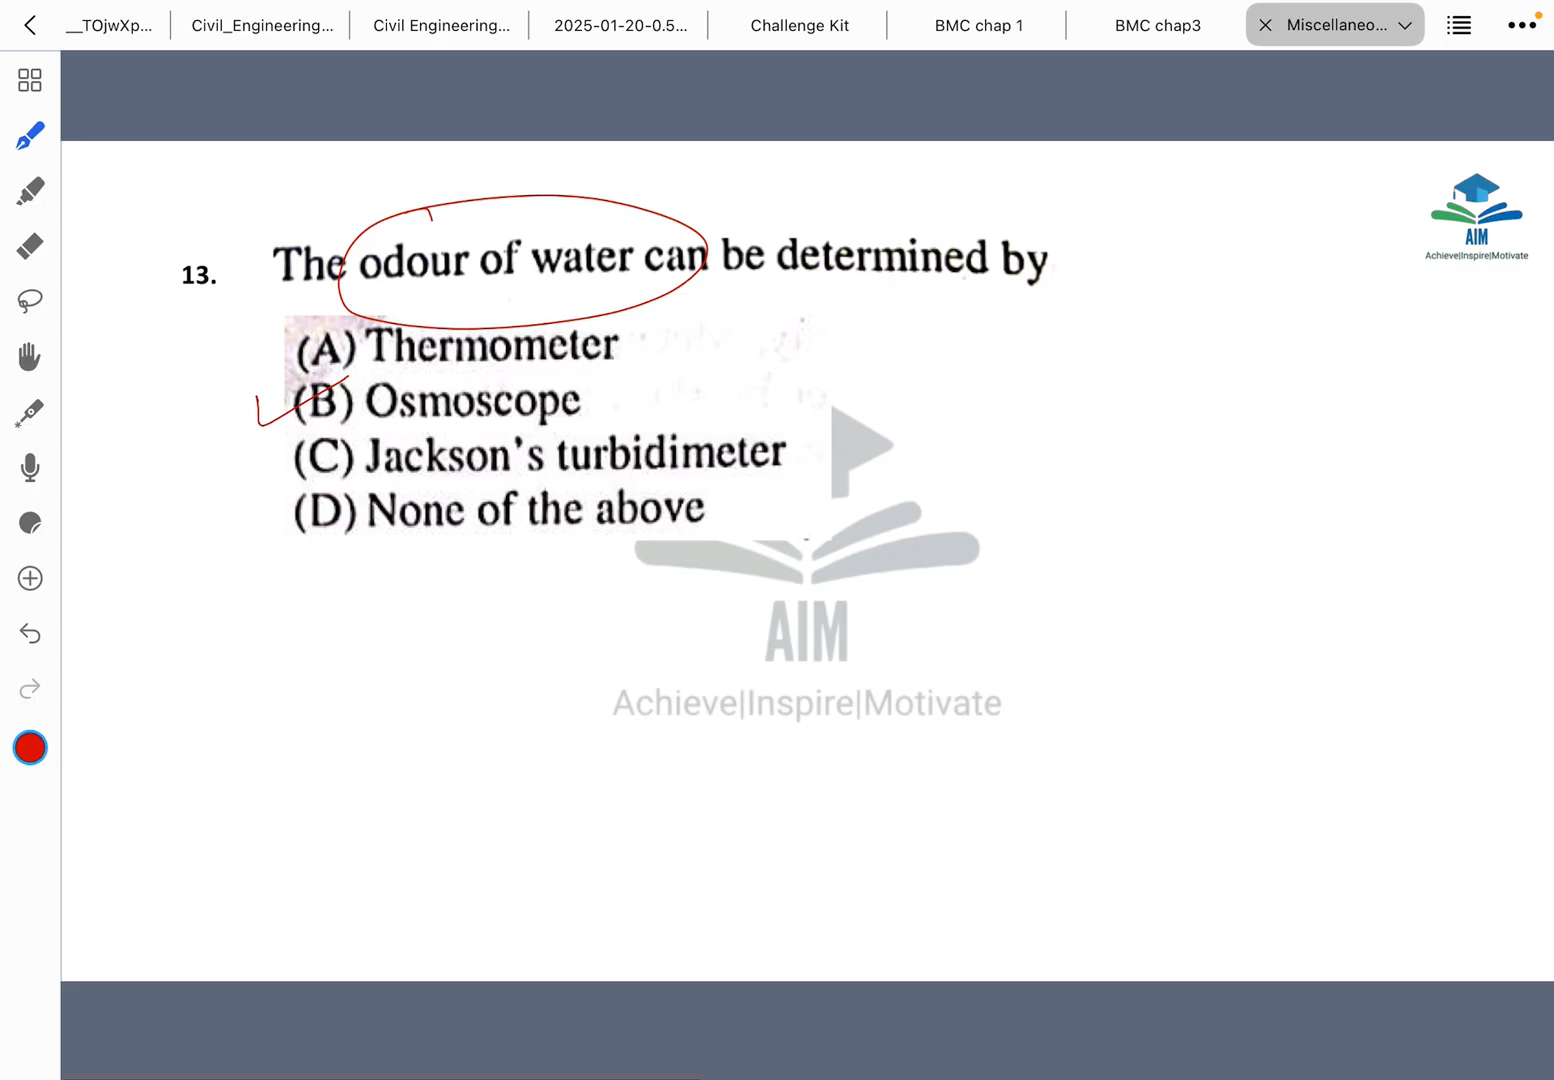 __TOjwXp...
Civil_Engineering...
Civil Engineering...
2025-01-20-0.5...
Challenge Kit
BMC chap 1
BMC chap3
Miscellaneo...
AIM
Achieve|Inspire|Motivate
13. The odour of water can be determined by
(A) Thermometer
(B) Osmoscope
(C) Jackson's turbidimeter
(D) None of the above
AIM
Achieve|Inspire|Motivate